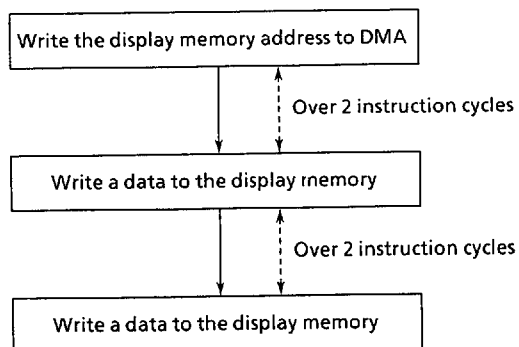 Write the display memory address to DMA
Over 2 instruction cycles
Write a data to the display memory
Over 2 instruction cycles
Write a data to the display memory